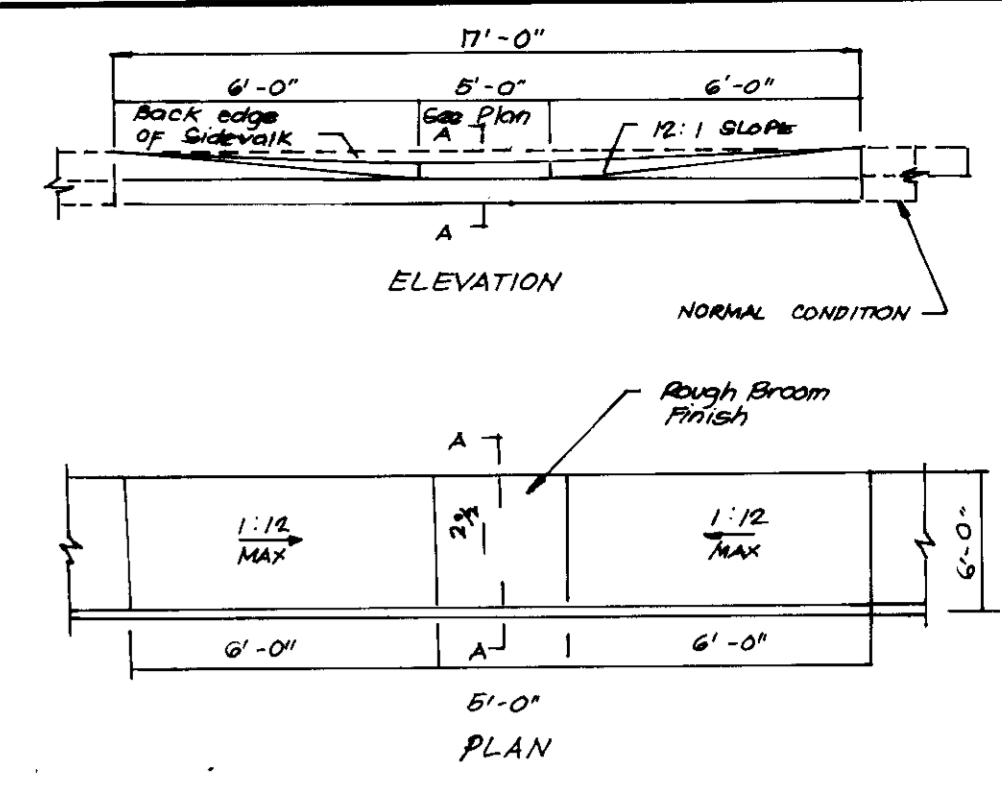 17'-0"
6'-0" 5'-0" 6'-0"
Back edge
OF Sidewalk
See Plan
A
12:1 SLOPE
A
ELEVATION
NORMAL CONDITION
Rough Broom
Finish
A
1:12
MAX
2%
1:12
MAX
6'-0"
6'-0" A 6'-0"
5'-0"
PLAN